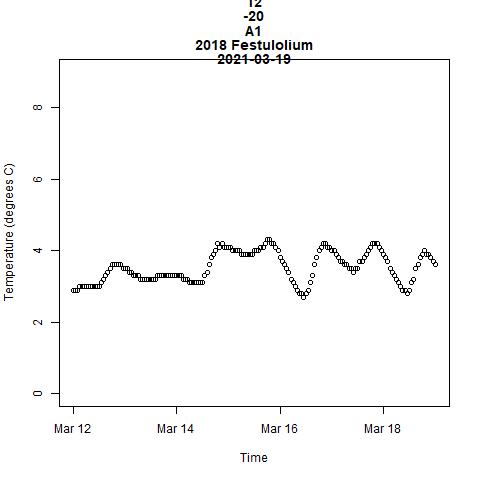 T2
-20
A1
2018 Festulolium
2021-03-19
Temperature (degrees C)
8
6
4
2
0
Mar 12 Mar 14 Mar 16 Mar 18
Time